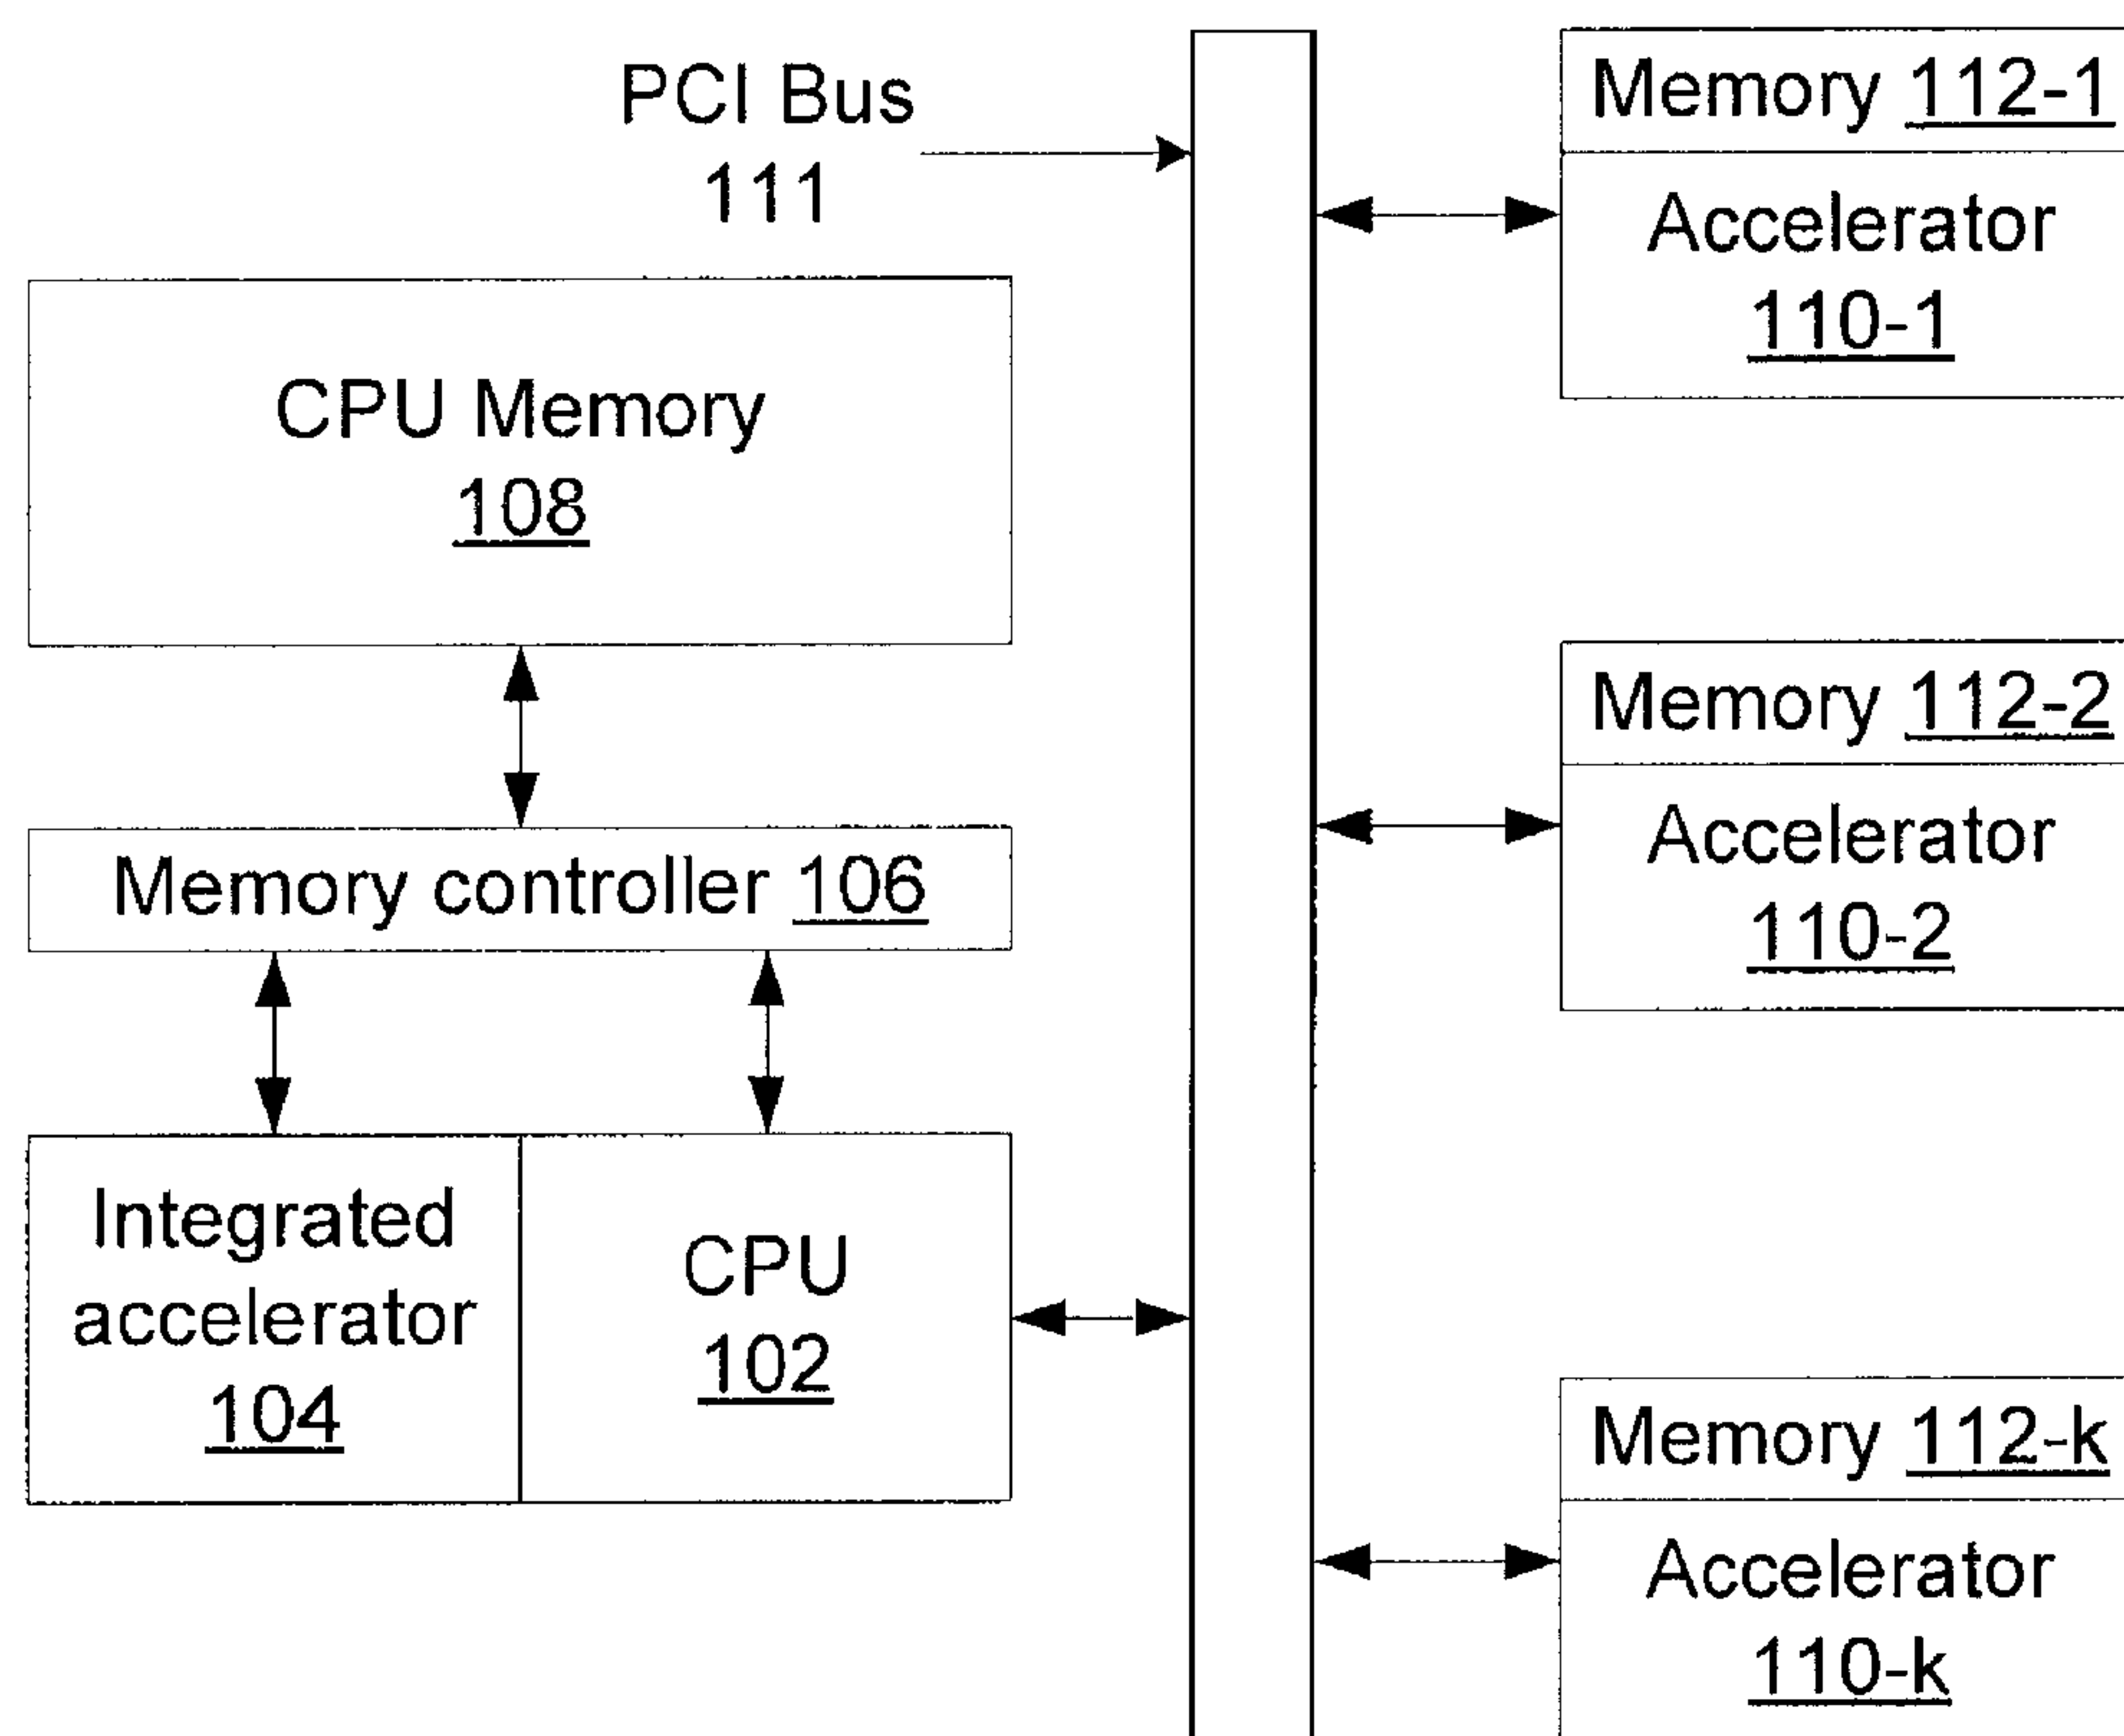 PCI Bus
111
CPU Memory
108
Memory controller 106
Integrated
accelerator
104
CPU
102
Memory 112-1
Accelerator
110-1
Memory 112-2
Accelerator
110-2
Memory 112-k
Accelerator
110-k